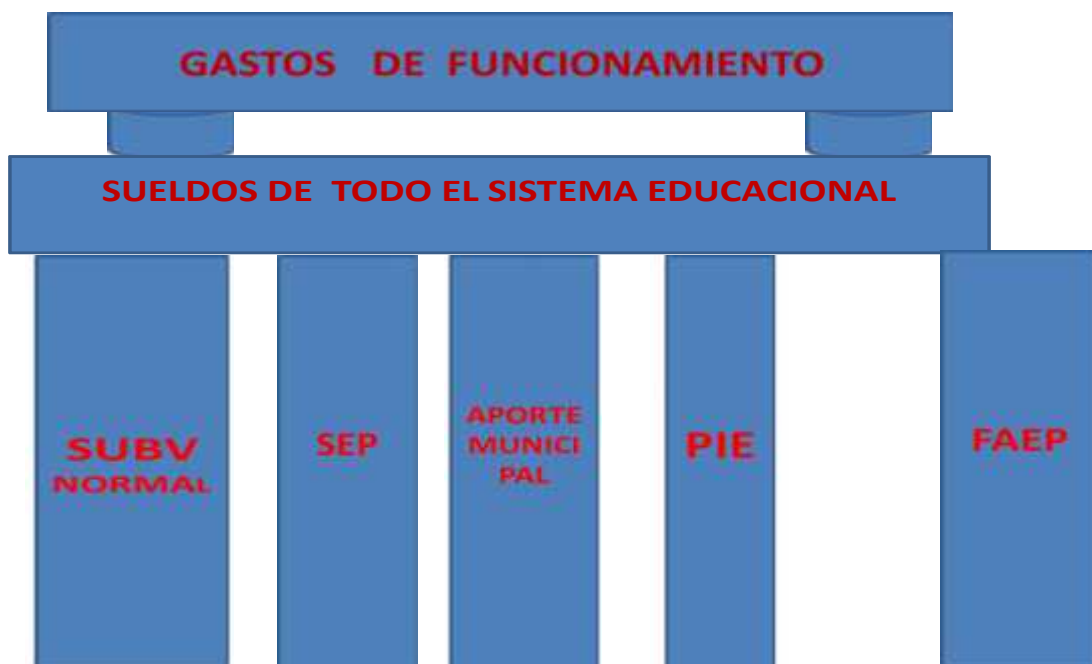 GASTOS DE FUNCIONAMIENTO
SUELDOS DE TODO EL SISTEMA EDUCACIONAL
SUBV
NORMAL
SEP
APORTE
MUNICI
PAL
PIE
FAEP